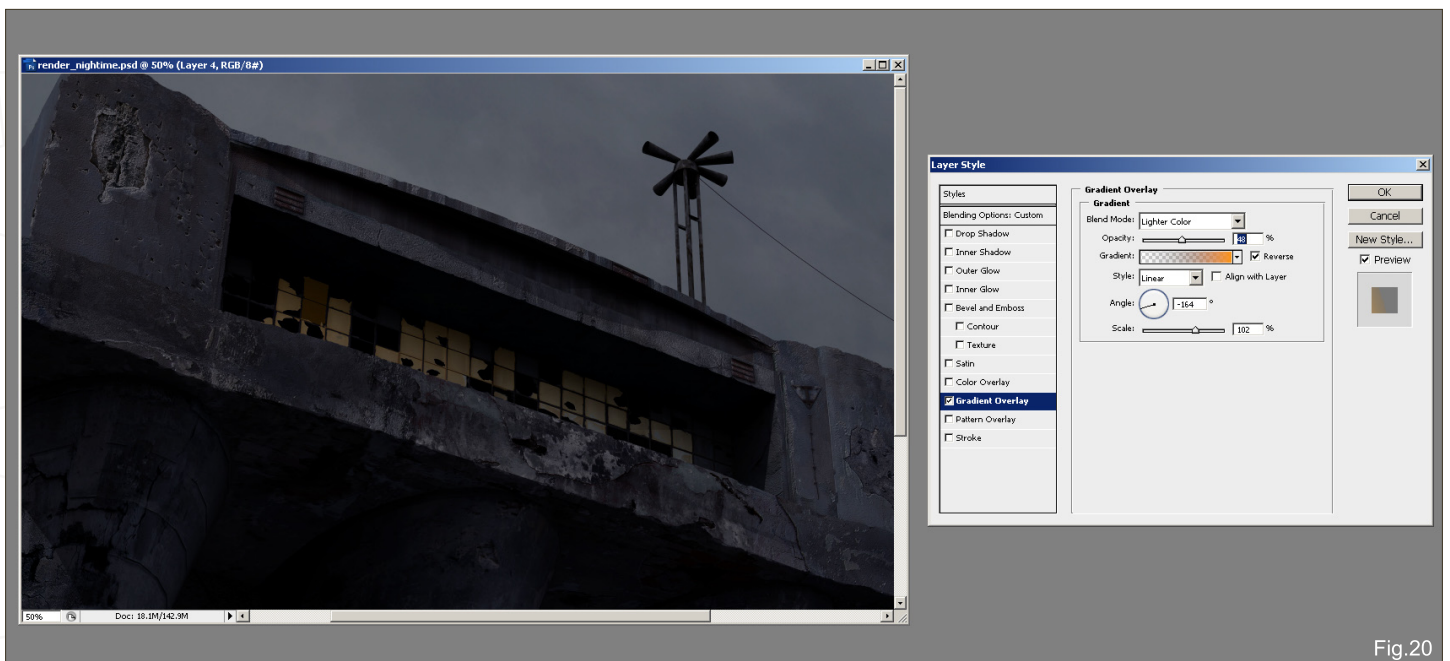 render_nightime.psd @ 50% (Layer 4, RGB/8#)
50%
Doc: 18.1M/142.9M
Layer Style
Styles
Blending Options: Custom
Drop Shadow
Inner Shadow
Outer Glow
Inner Glow
Bevel and Emboss
Contour
Texture
Satin
Color Overlay
Gradient Overlay
Pattern Overlay
Stroke
Gradient Overlay
Gradient
Blend Mode: Lighter Color
Opacity: 48 %
Gradient: Reverse
Style: Linear Align with Layer
Angle: -164 °
Scale: 102 %
OK
Cancel
New Style...
Preview
Fig.20